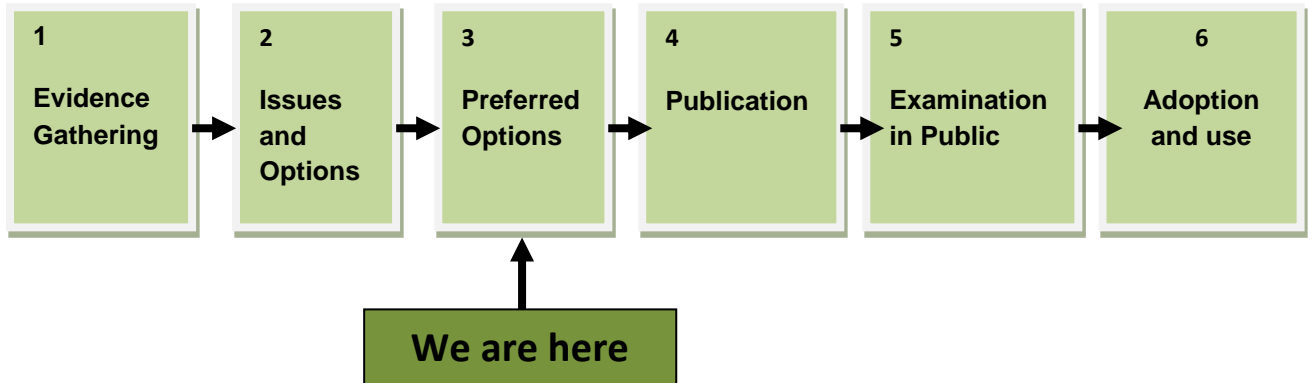 1
Evidence
Gathering
2
Issues
and
Options
3
Preferred
Options
4
Publication
5
Examination
in Public
6
Adoption
and use
We are here